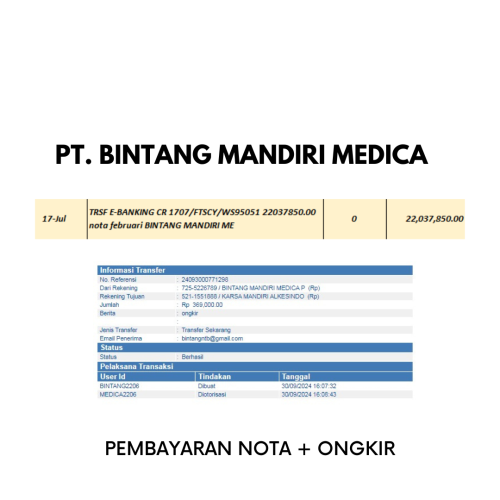 PT. BINTANG MANDIRI MEDICA
17-Jul TRSF E-BANKING CR 1707/FTSCY/WS95051 22037850.00 0 22,037,850.00
nota februari BINTANG MANDIRI ME
Informasi Transfer
No. Referensi : 24093000771298
Dari Rekening : 725-5226789 / BINTANG MANDIRI MEDICA P (Rp)
Rekening Tujuan : 521-1551888 / KARSA MANDIRI ALKESINDO (Rp)
Jumlah : Rp 369,000.00
Berita : ongkir
:
Jenis Transfer : Transfer Sekarang
Email Penerima : bintangntb@gmail.com
Status
Status : Berhasil
Pelaksana Transaksi
User Id Tindakan Tanggal
BINTANG2206 Dibuat 30/09/2024 16:07:32
MEDICA2206 Diotorisasi 30/09/2024 16:08:43
PEMBAYARAN NOTA + ONGKIR